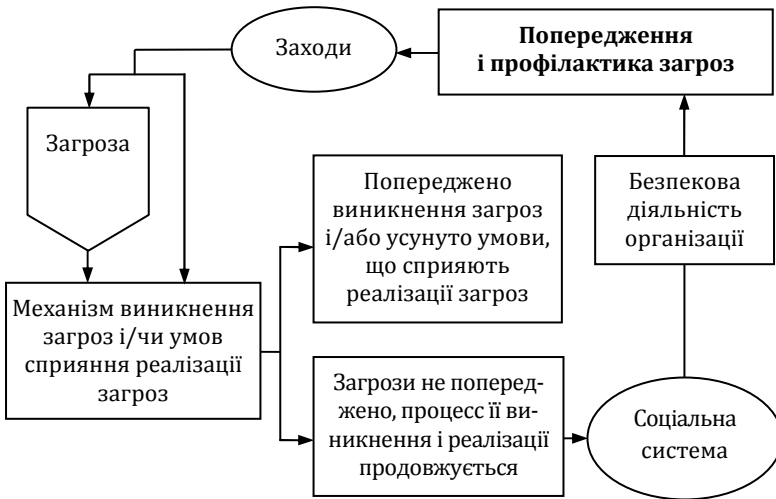 Заходи
Попередження
і профілактика загроз
Загроза
Попереджено
виникнення загроз
і/або усунуто умови,
що сприяють
реалізації загроз
Безпекова
діяльність
організації
Механізм виникнення
загроз і/чи умов
сприяння реалізації
загроз
Загрози не поперед-
жено, процесс її ви-
никнення і реалізації
продовжується
Соціальна
система